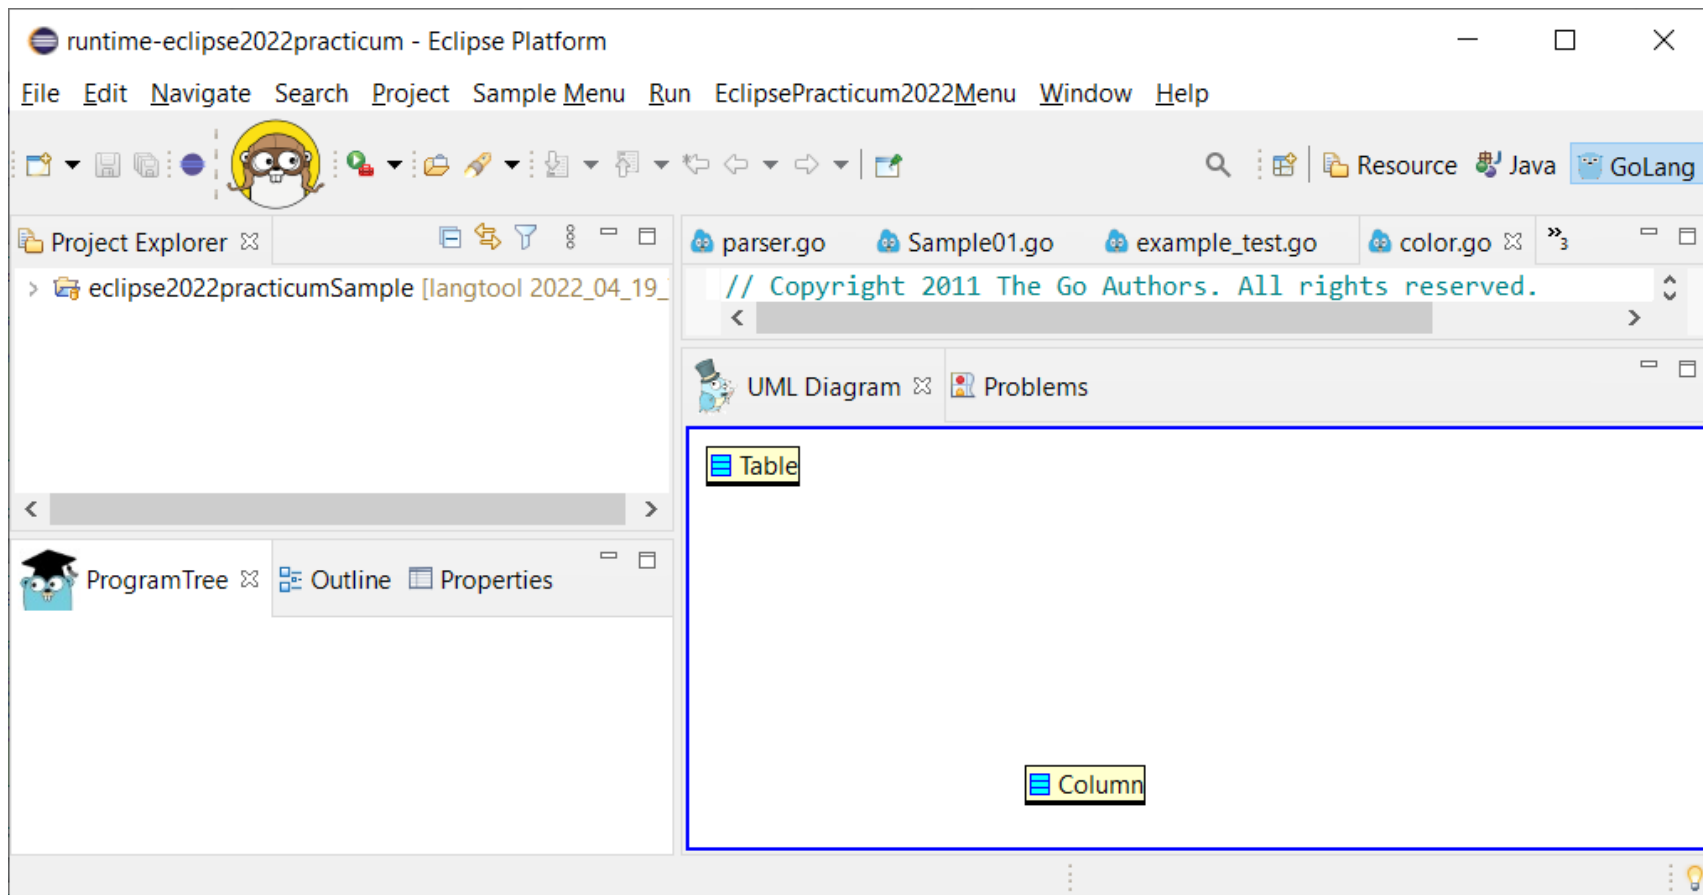 runtime-eclipse2022practicum - Eclipse Platform
File Edit Navigate Search Project Sample Menu Run EclipsePracticum2022Menu Window Help
Resource Java GoLang
Project Explorer
eclipse2022practicumSample [langtool 2022_04_19_
parser.go Sample01.go example_test.go color.go »3
// Copyright 2011 The Go Authors. All rights reserved.
UML Diagram Problems
Table
Column
ProgramTree Outline Properties